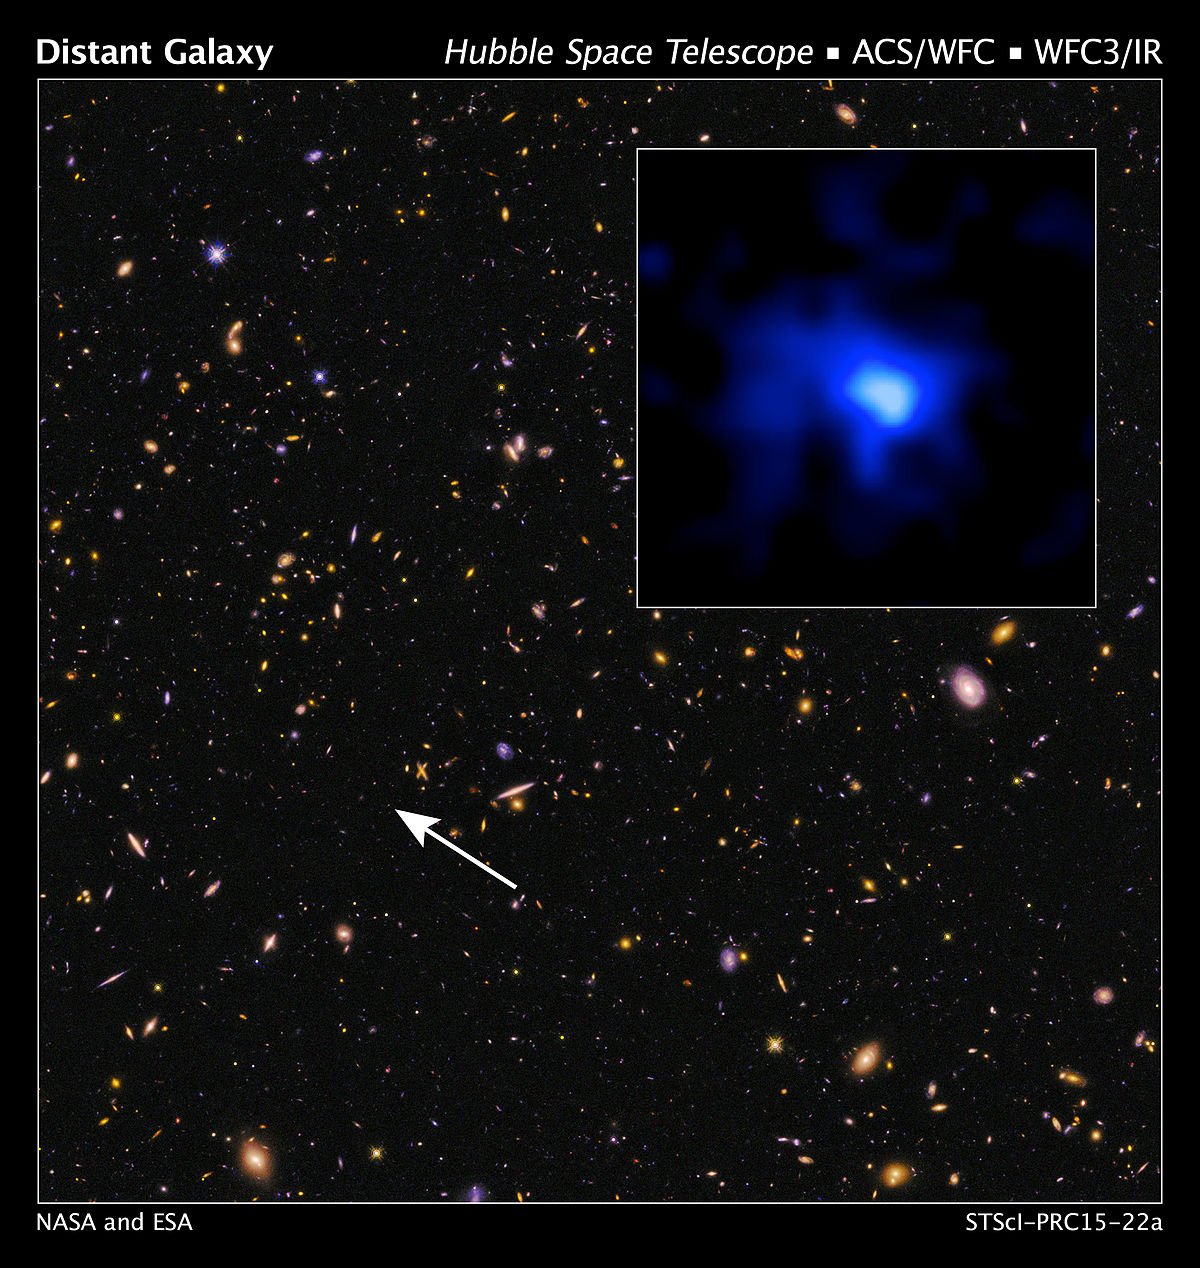 Distant Galaxy
Hubble Space Telescope ▪ ACS/WFC ▪ WFC3/IR
NASA and ESA
STScI-PRC15-22a